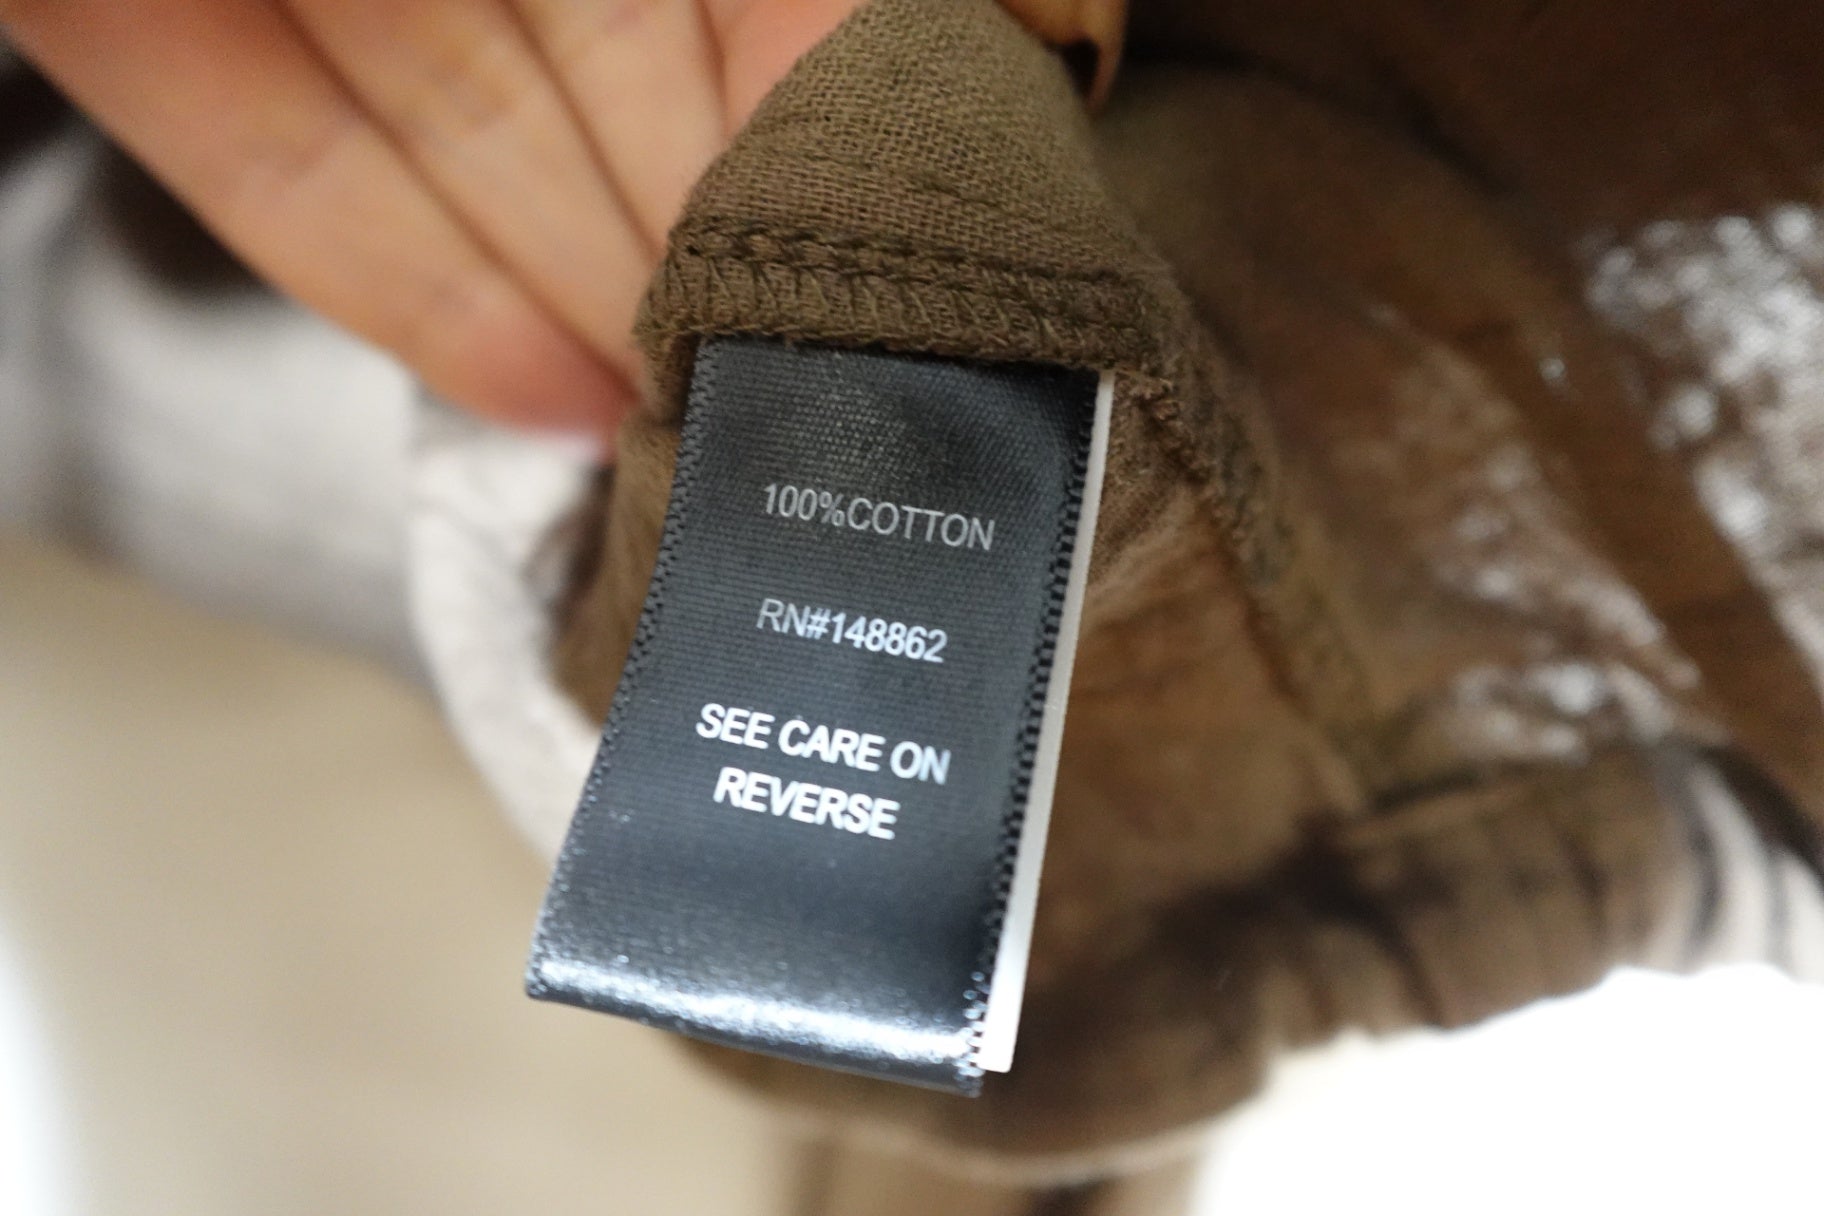 100%COTTON
RN#148862
SEE CARE ON
REVERSE